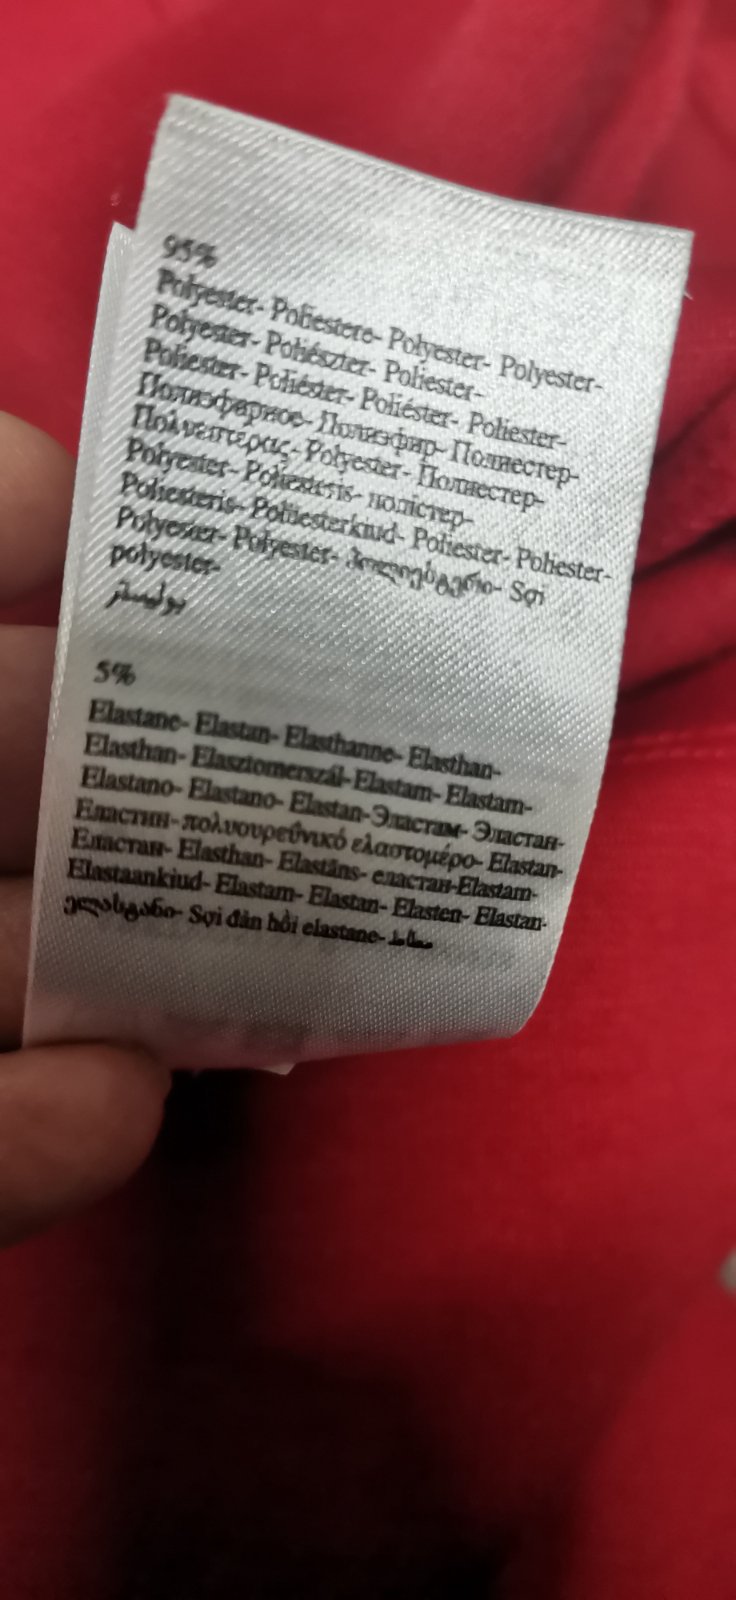 95%
Polyester- Poliestere- Polyester- Polyester-
Polyester- Poliészter- Poliester-
Poliester- Poliéster- Poliéster- Poliester-
Полиэфирное- Полиэфир- Полиестер-
Πολυεστέρας- Polyester- Полиестер-
Polyester- Poliesteris- поліестер-
Poliesteris- Polüesterkiud- Poliester- Poliester-
Polyester- Polyester- პოლიესტერი- Sợi
polyester-
بوليستر
5%
Elastane- Elastan- Elasthanne- Elasthan-
Elasthan- Elasztomerszál- Elastam- Elastam-
Elastano- Elastano- Elastan-Эластам- Эластан-
Еластин- πολυουρεθνικό ελαστομέρο- Elastan-
Еластан- Elasthan- Elastāns- еластан-Elastam-
Elastaankiud- Elastam- Elastan- Elasten- Elastan-
ელასტანი- Sợi đàn hồi elastane-